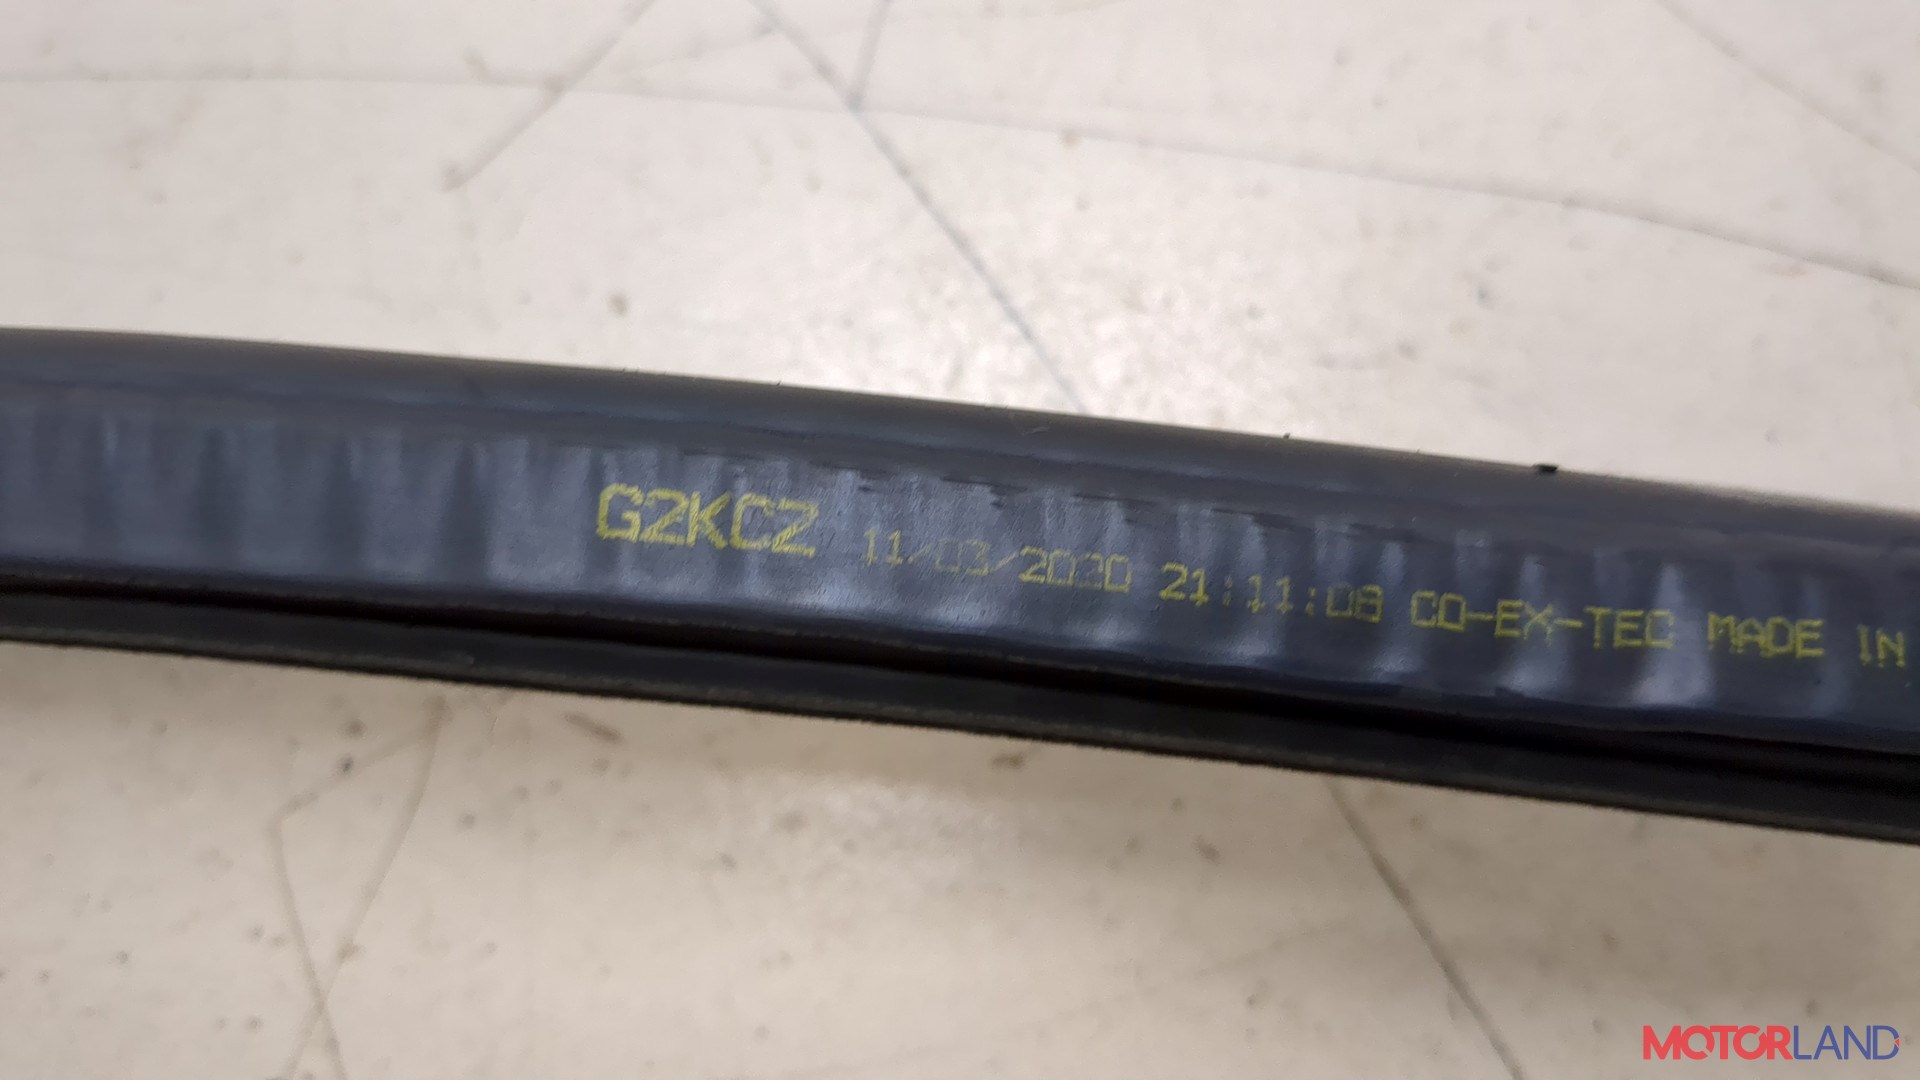 G2KCZ 11/03/2020 21:11:08 CO-EX-TEC MADE IN
MOTORLAND